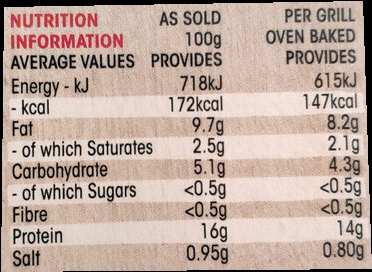 NUTRITION AS SOLD PER GRILL
INFORMATION 100g OVEN BAKED
AVERAGE VALUES PROVIDES PROVIDES
Energy - kJ 718kJ 615kJ
- kcal 172kcal 147kcal
Fat 9.7g 8.2g
- of which Saturates 2.5g 2.1g
Carbohydrate 5.1g 4.3g
- of which Sugars <0.5g <0.5g
Fibre <0.5g <0.5g
Protein 16g 14g
Salt 0.95g 0.80g